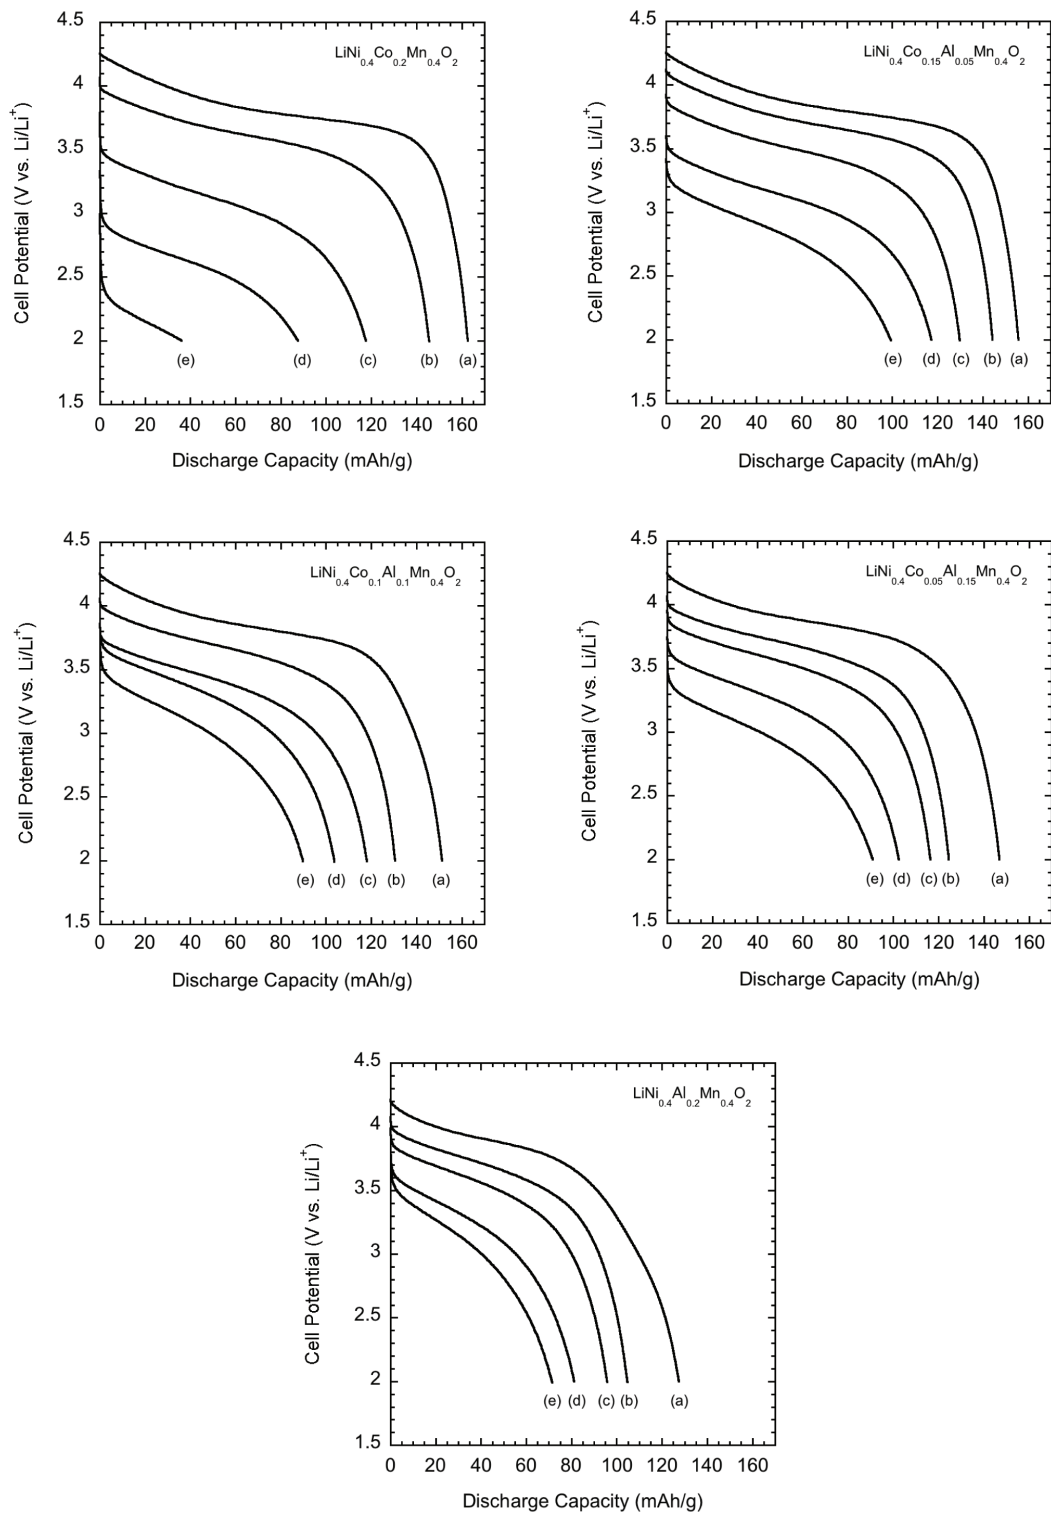 4.5
LiNi0.4Co0.2Mn0.4O2
4
3.5
3
2.5
2
1.5
Cell Potential (V vs. Li/Li+)
(e) (d) (c) (b) (a)
0 20 40 60 80 100 120 140 160
Discharge Capacity (mAh/g)
4.5
LiNi0.4Co0.15Al0.05Mn0.4O2
4
3.5
3
2.5
2
1.5
Cell Potential (V vs. Li/Li+)
(e) (d) (c) (b) (a)
0 20 40 60 80 100 120 140 160
Discharge Capacity (mAh/g)
4.5
LiNi0.4Co0.1Al0.1Mn0.4O2
4
3.5
3
2.5
2
1.5
Cell Potential (V vs. Li/Li+)
(e) (d) (c) (b) (a)
0 20 40 60 80 100 120 140 160
Discharge Capacity (mAh/g)
4.5
LiNi0.4Co0.05Al0.15Mn0.4O2
4
3.5
3
2.5
2
1.5
Cell Potential (V vs. Li/Li+)
(e) (d) (c) (b) (a)
0 20 40 60 80 100 120 140 160
Discharge Capacity (mAh/g)
4.5
LiNi0.4Al0.2Mn0.4O2
4
3.5
3
2.5
2
1.5
Cell Potential (V vs. Li/Li+)
(e) (d) (c) (b) (a)
0 20 40 60 80 100 120 140 160
Discharge Capacity (mAh/g)